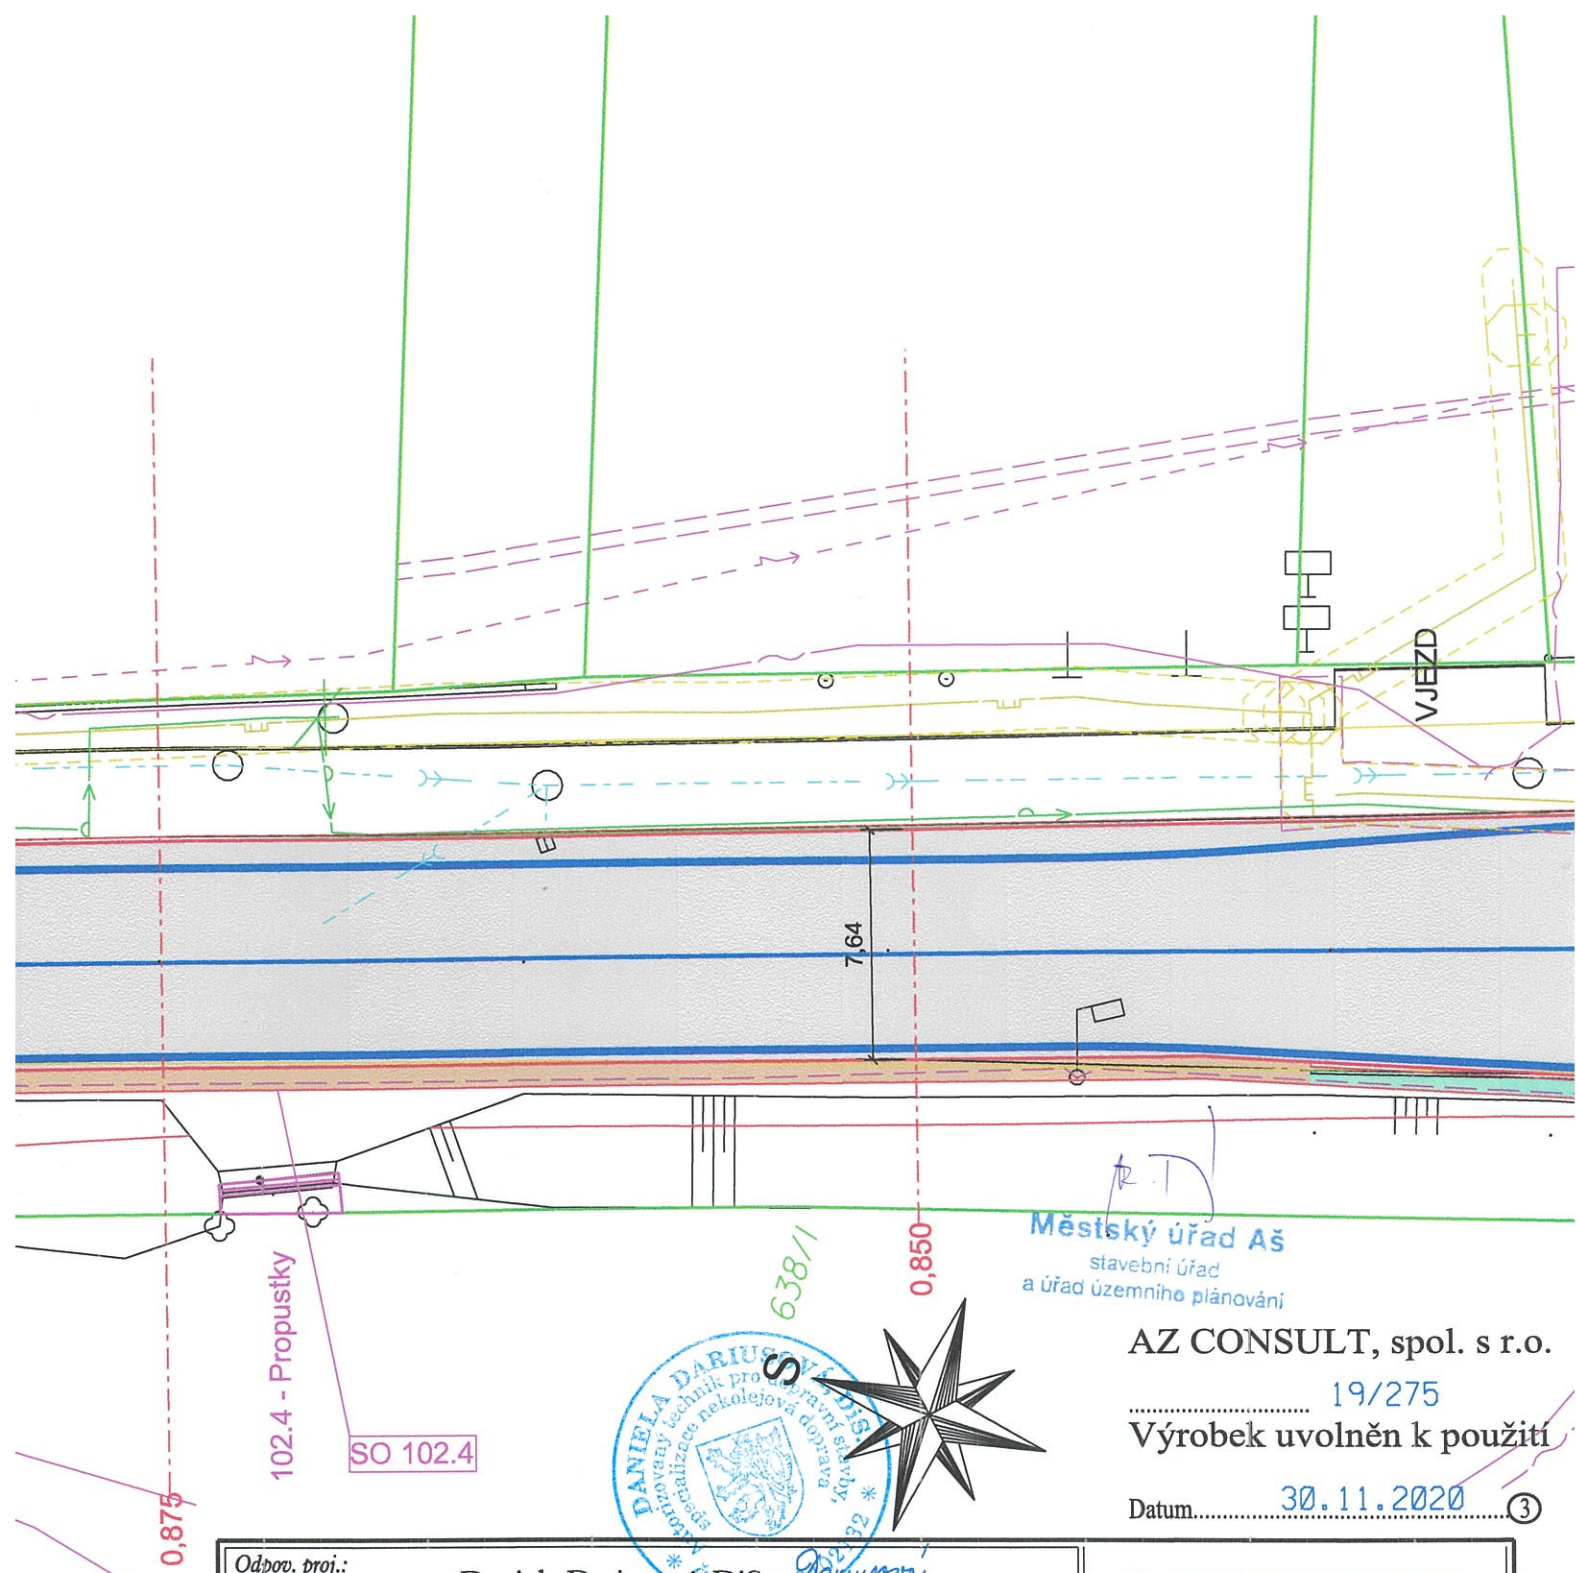 VJEZD
7,64
638/1
0,850
0,875
102.4 - Propustky
SO 102.4
Městský úřad Aš
stavební úřad
a úřad územního plánování
AZ CONSULT, spol. s r.o.
19/275
Výrobek uvolněn k použití
Datum 30.11.2020 3
S
DANIELA DARIUSOVÁ, DiS.
Autorizovaný technik pro dopravní stavby,
specializace nekolejová doprava
Odpov. proj.: